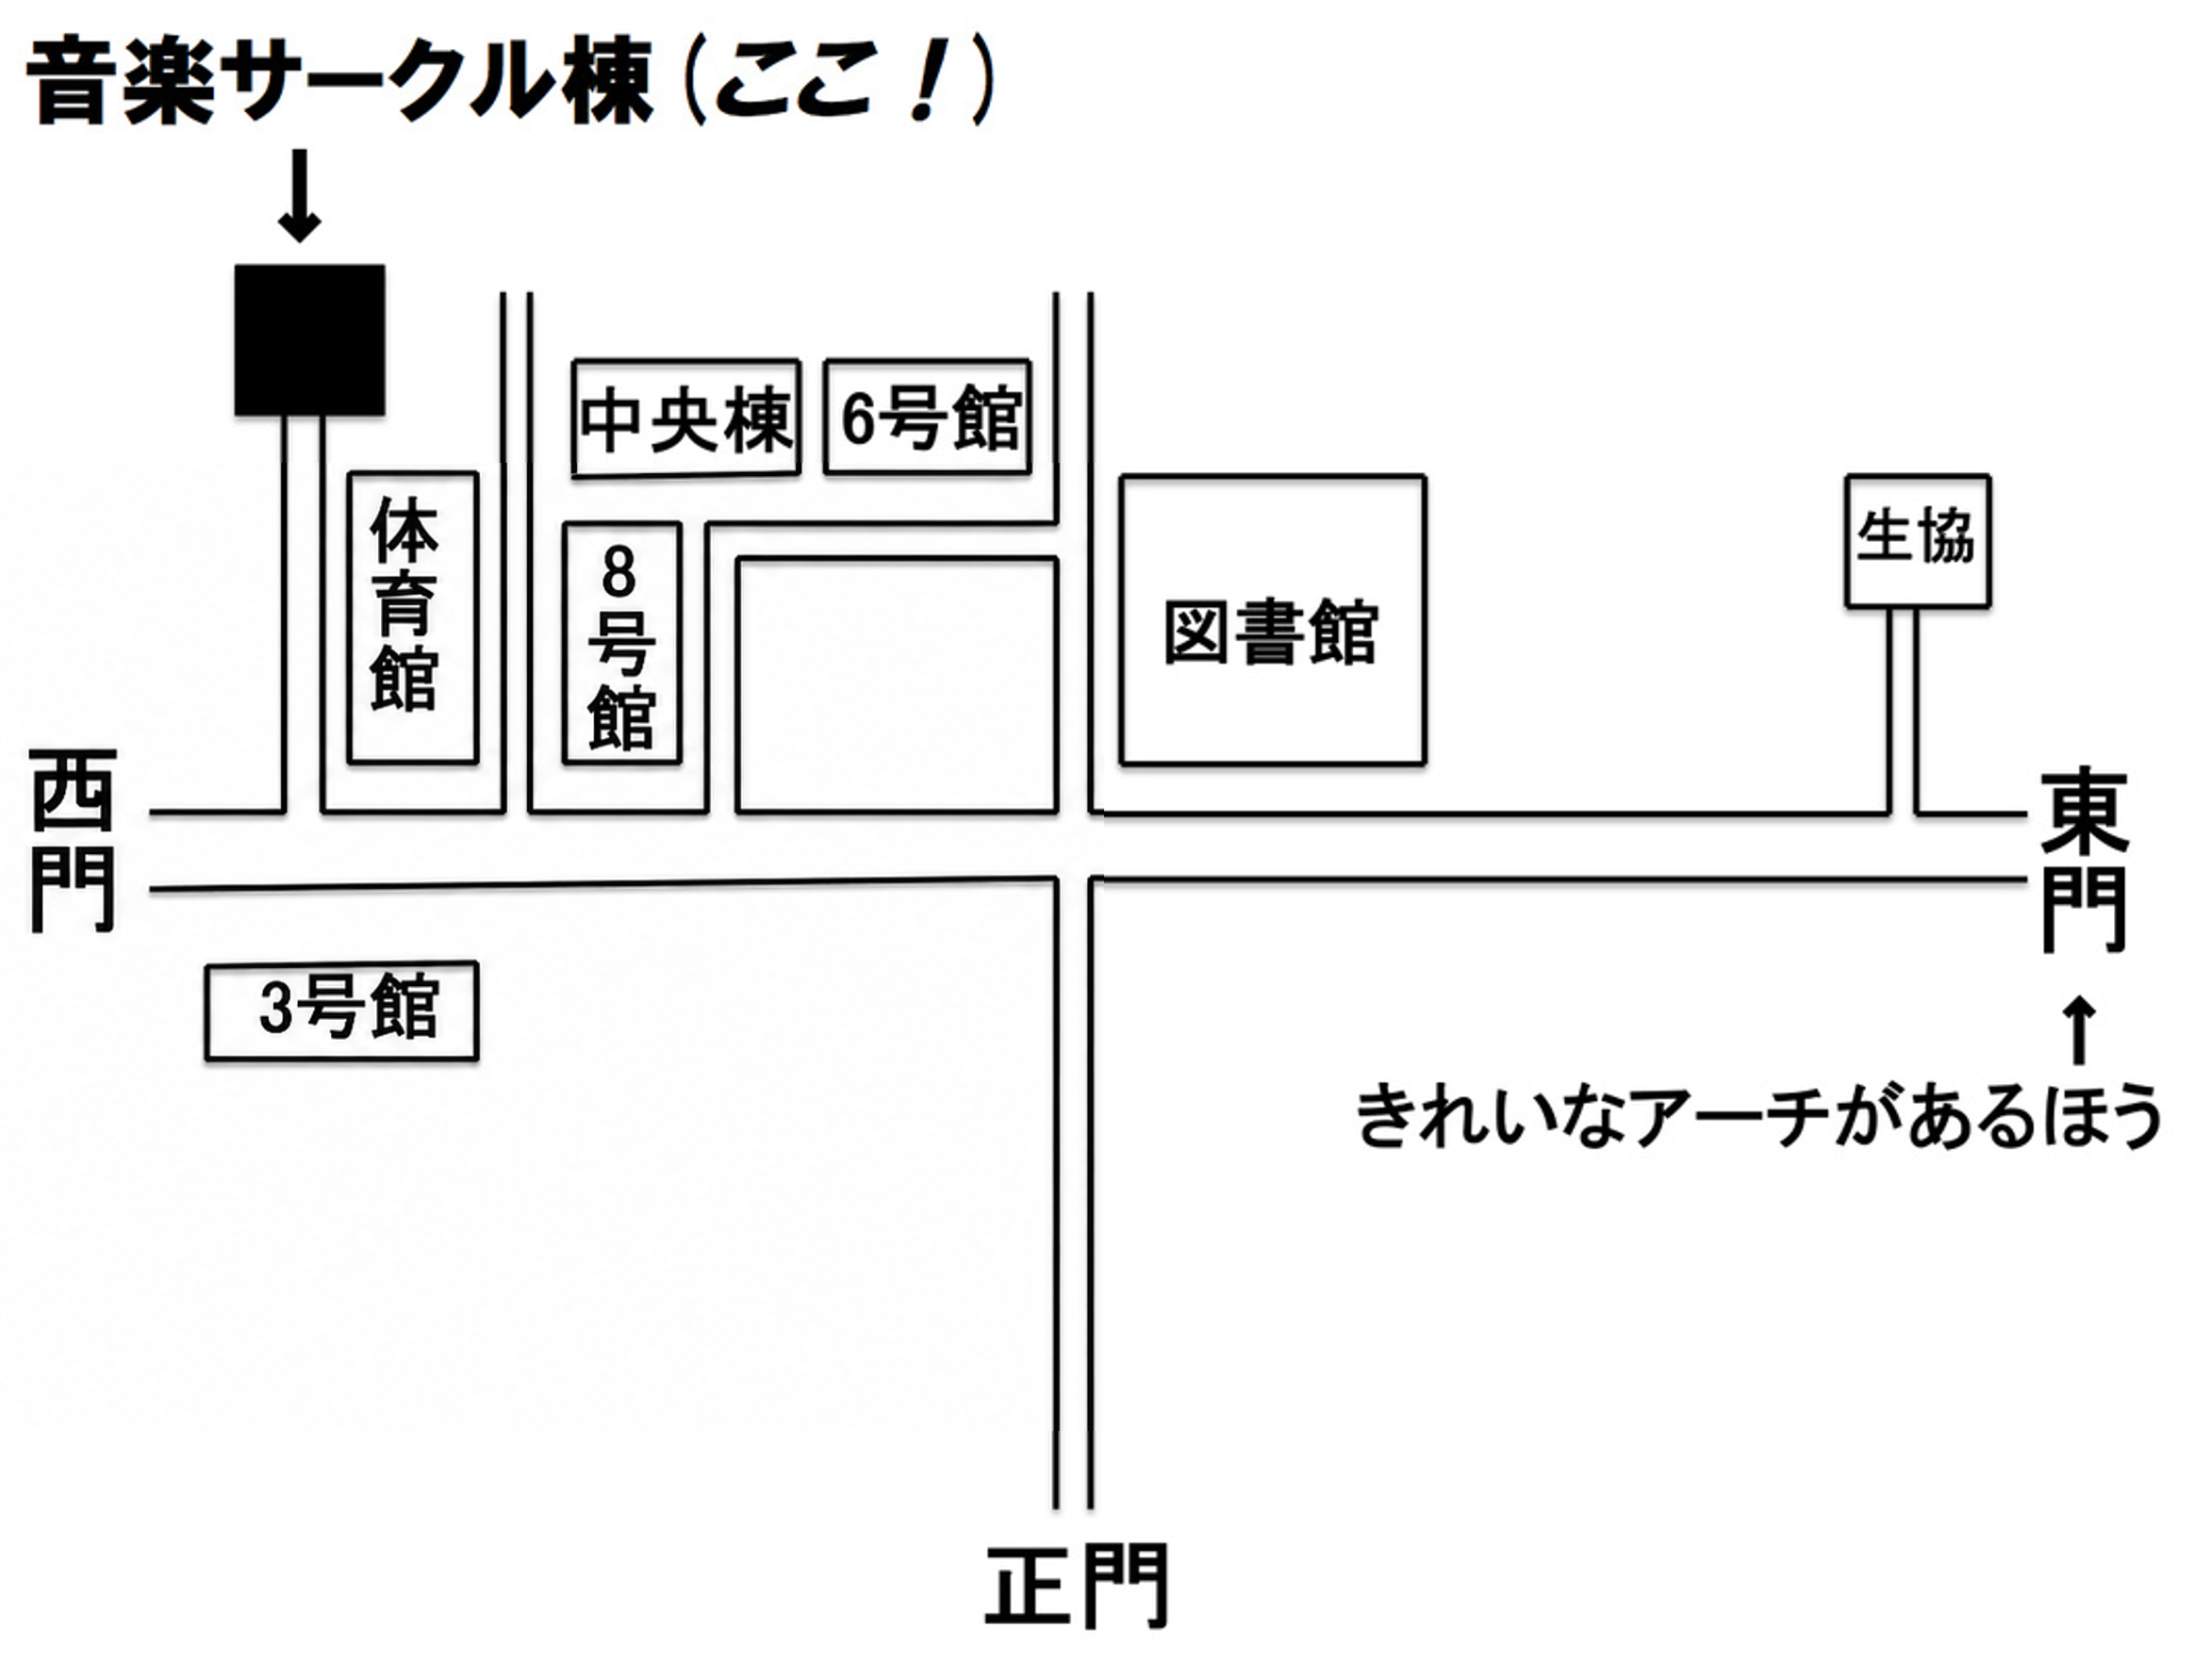 音楽サークル棟(ここ！)
中央棟
6号館
体育館
8号館
図書館
生協
西門
東門
3号館
きれいなアーチがあるほう
正門